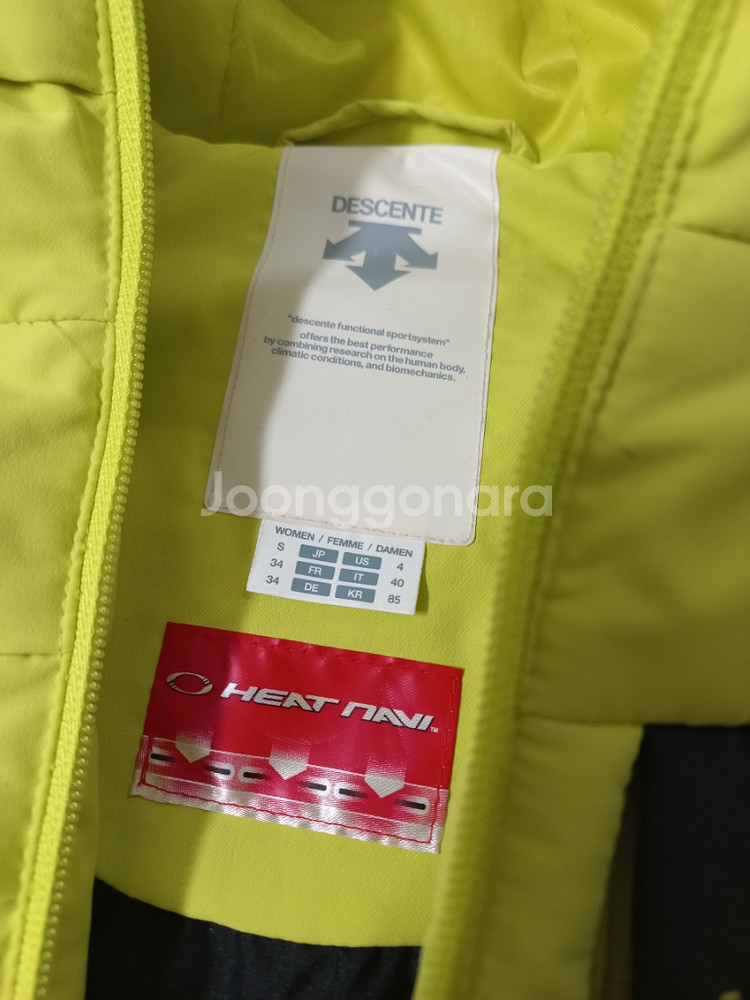 DESCENTE
"descente functional sportsystem"
offers the best performance
by combining research on the human body,
climatic conditions, and biomechanics.
Joonggonara
WOMEN / FEMME / DAMEN
S JP US 4
34 FR IT 40
34 DE KR 85
HEAT NAVI™